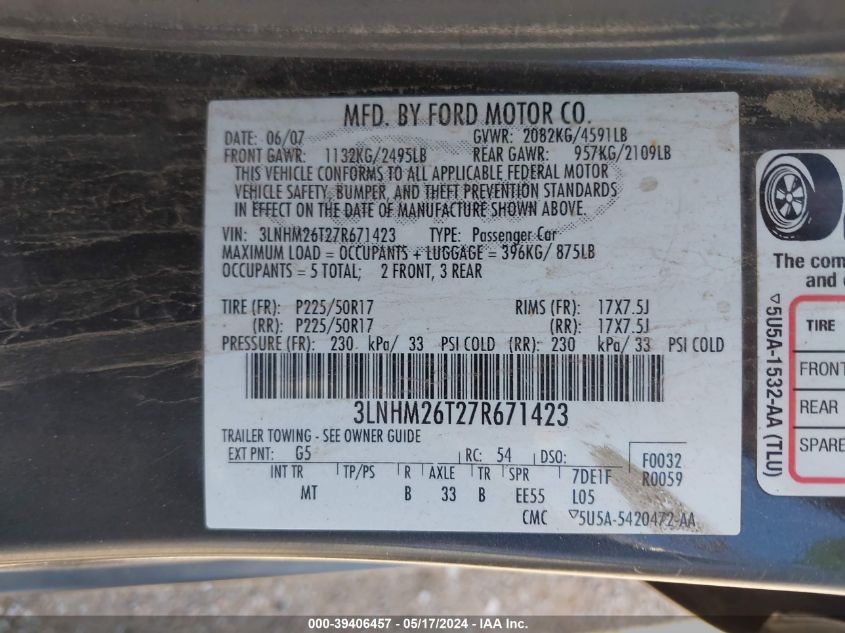 MFD. BY FORD MOTOR CO.
DATE: 06/07 GVWR: 2082KG/4591LB
FRONT GAWR: 1132KG/2495LB REAR GAWR: 957KG/2109LB
THIS VEHICLE CONFORMS TO ALL APPLICABLE FEDERAL MOTOR
VEHICLE SAFETY, BUMPER, AND THEFT PREVENTION STANDARDS
IN EFFECT ON THE DATE OF MANUFACTURE SHOWN ABOVE.
VIN: 3LNHM26T27R671423 TYPE: Passenger Car
MAXIMUM LOAD = OCCUPANTS + LUGGAGE = 396KG/ 875LB
OCCUPANTS = 5 TOTAL; 2 FRONT, 3 REAR
TIRE (FR): P225/50R17 RIMS (FR): 17X7.5J
(RR): P225/50R17 (RR): 17X7.5J
PRESSURE (FR): 230 kPa/ 33 PSI COLD (RR): 230 kPa/ 33 PSI COLD
3LNHM26T27R671423
TRAILER TOWING - SEE OWNER GUIDE
EXT PNT: G5 RC: 54 DSO: F0032
INT TR TP/PS R AXLE TR SPR 7DE1F R0059
MT B 33 B EE55 L05
CMC ▽5U5A-5420472-AA
The com
and
▽5U5A-1532-AA (TLU)
TIRE
FRONT
REAR
SPARE
000-39406457 - 05/17/2024 - IAA Inc.